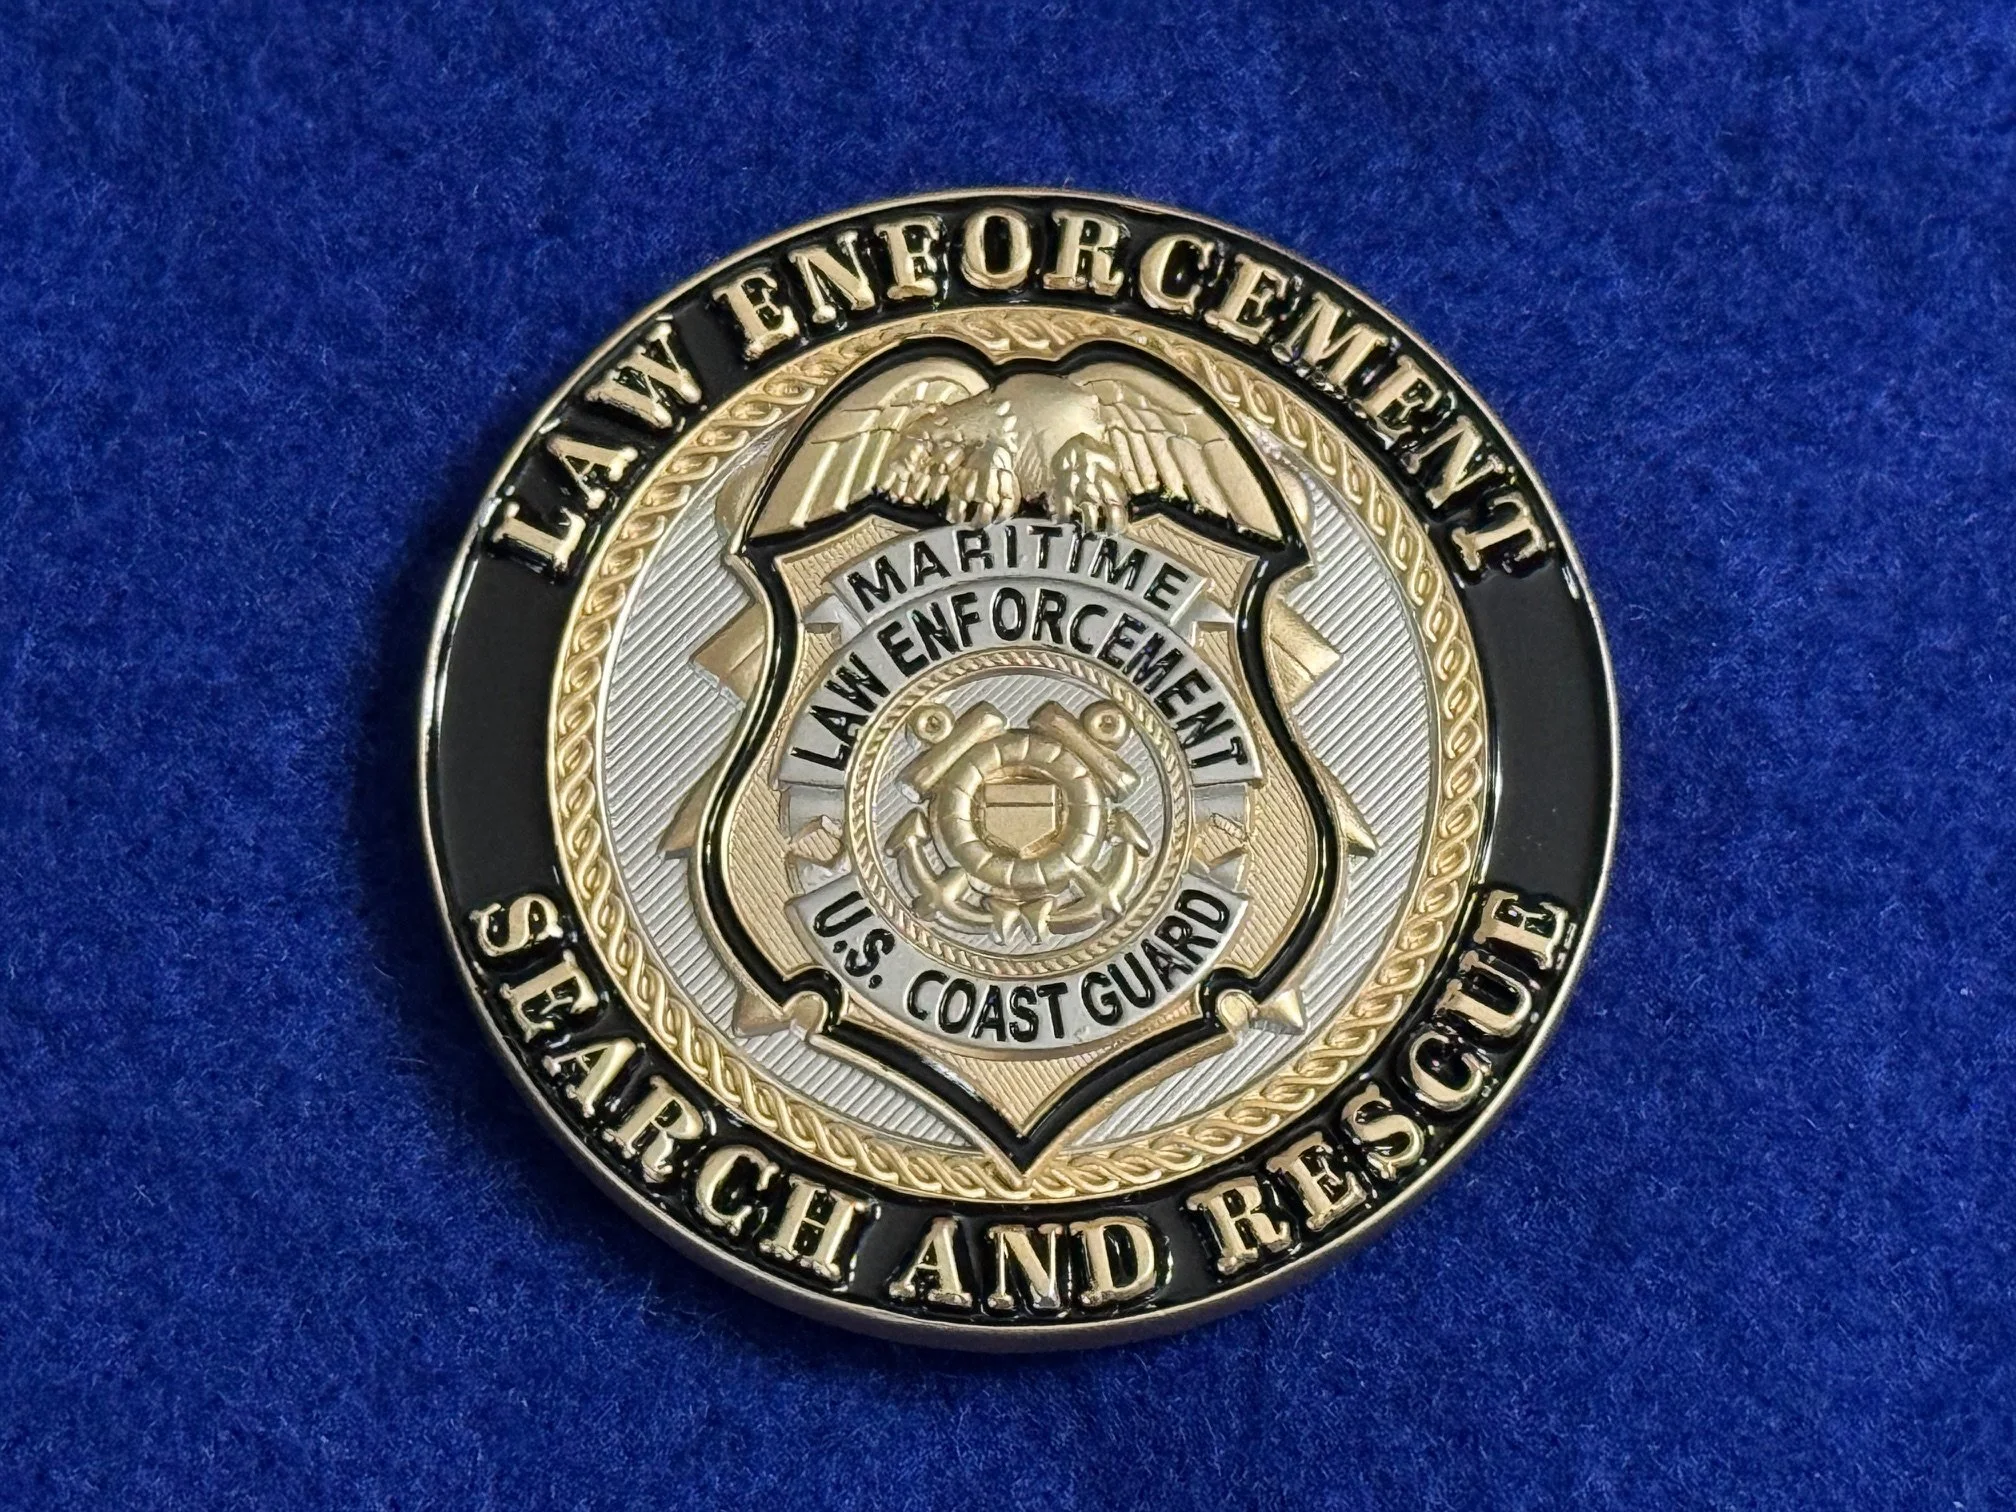 LAW ENFORCEMENT
MARITIME
LAW ENFORCEMENT
U.S. COAST GUARD
SEARCH AND RESCUE